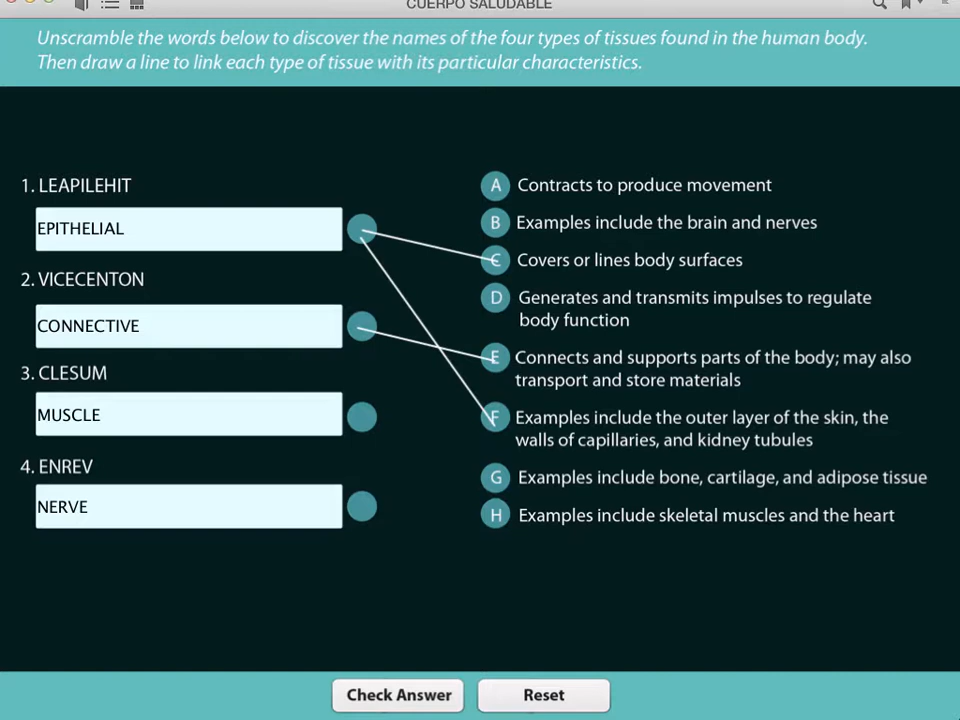 CUERPO SALUDABLE
Unscramble the words below to discover the names of the four types of tissues found in the human body.
Then draw a line to link each type of tissue with its particular characteristics.
1. LEAPILEHIT
EPITHELIAL
2. VICECENTON
CONNECTIVE
3. CLESUM
MUSCLE
4. ENREV
NERVE
A Contracts to produce movement
B Examples include the brain and nerves
C Covers or lines body surfaces
D Generates and transmits impulses to regulate
body function
E Connects and supports parts of the body; may also
transport and store materials
F Examples include the outer layer of the skin, the
walls of capillaries, and kidney tubules
G Examples include bone, cartilage, and adipose tissue
H Examples include skeletal muscles and the heart
Check Answer
Reset